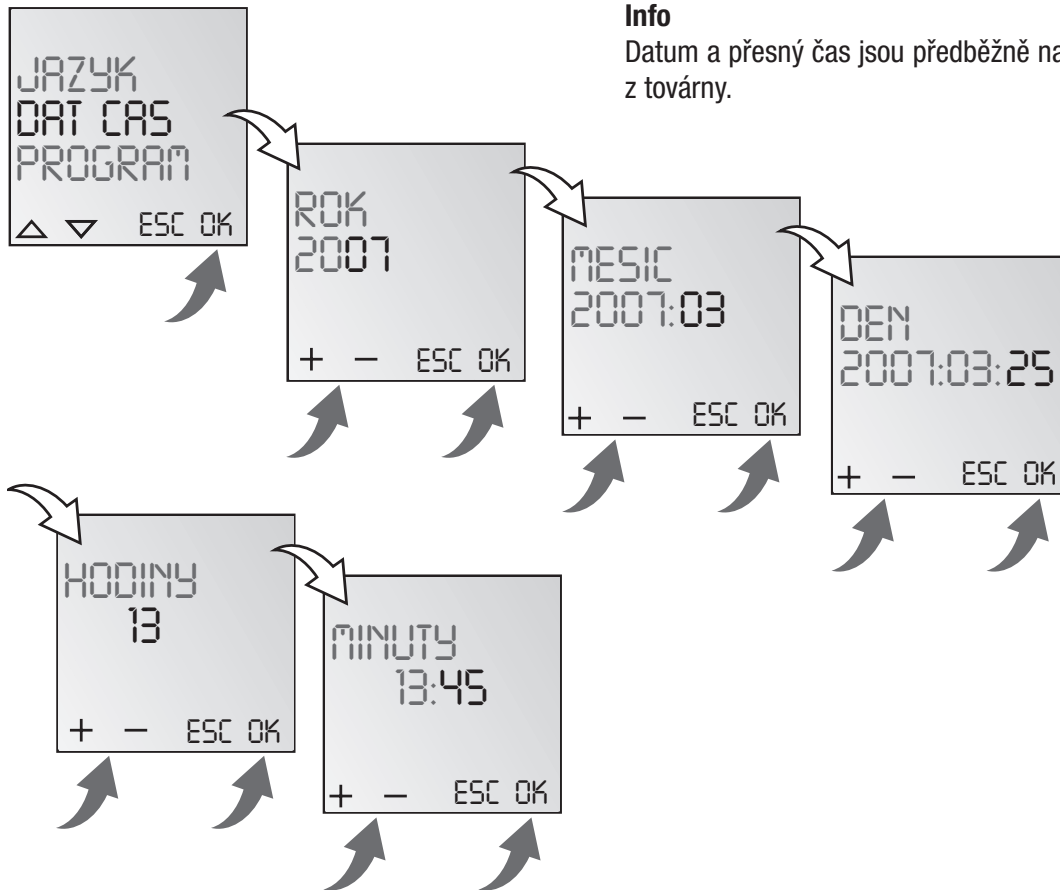 Info
Datum a přesný čas jsou předběžně
z továrny.
JAZYK
DAT CAS
PROGRAM
ESC OK
ROK
2007
+ − ESC OK
MESIC
2007:03
+ − ESC OK
DEN
2007:03:25
+ − ESC OK
HODINY
13
+ − ESC OK
MINUTY
13:45
+ − ESC OK